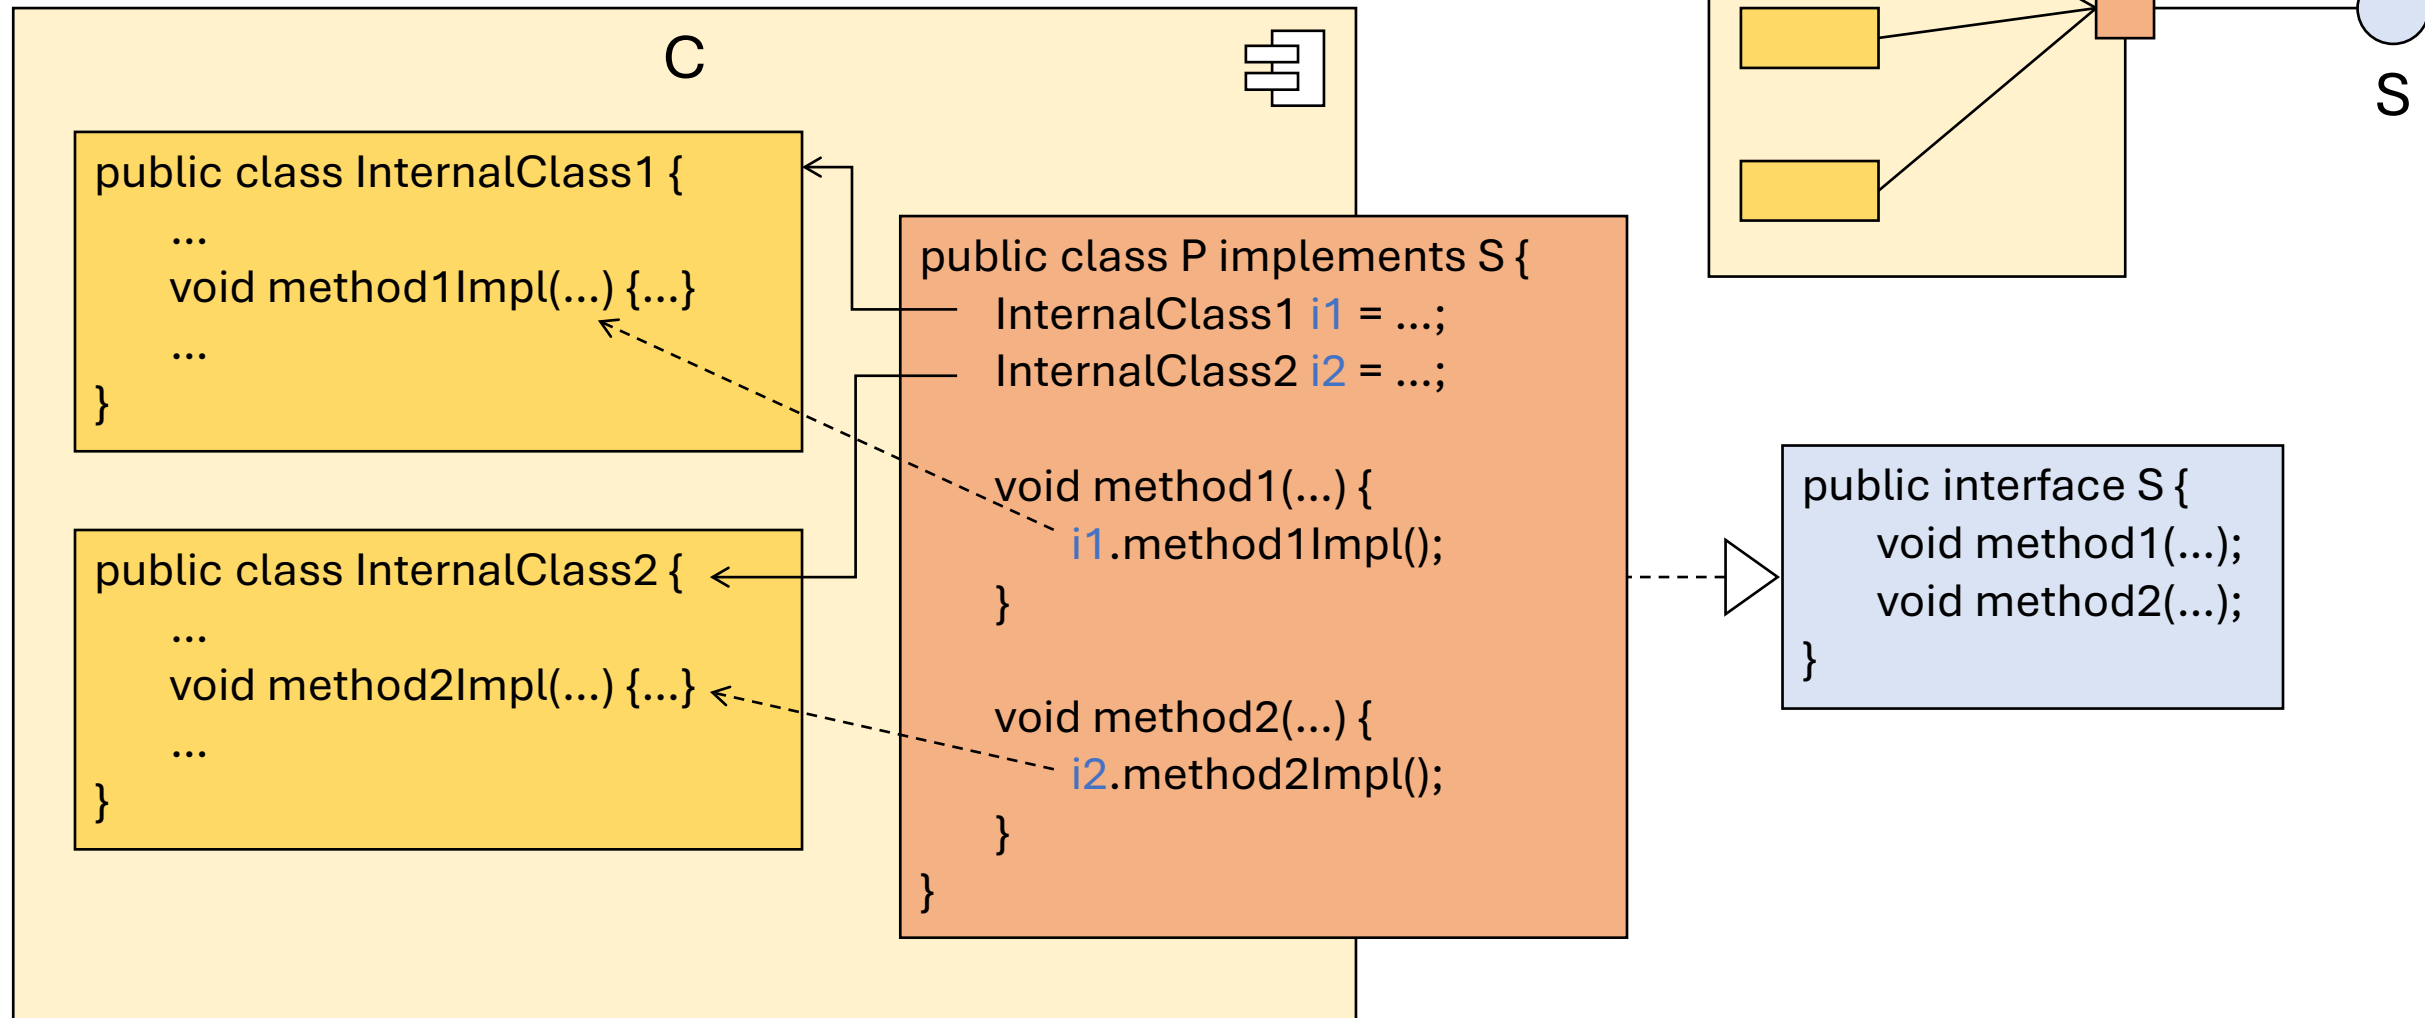 C
public class InternalClass1 {
...
void method1Impl(...) {...}
...
}
public class InternalClass2 {
...
void method2Impl(...) {...}
...
}
public class P implements S {
InternalClass1 i1 = ...;
InternalClass2 i2 = ...;
void method1(...) {
i1.method1Impl();
}
void method2(...) {
i2.method2Impl();
}
}
S
public interface S {
void method1(...);
void method2(...);
}